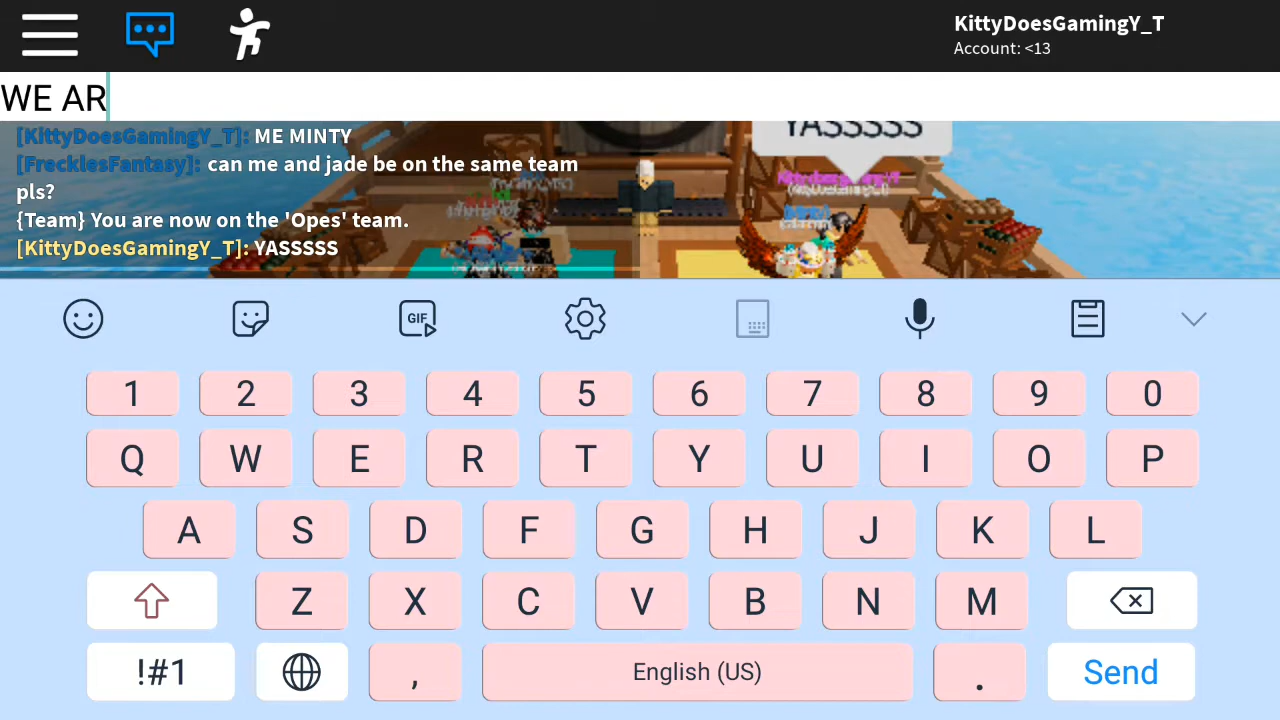 KittyDoesGamingY_T
Account: <13
WE AR
YASSSSS
[KittyDoesGamingY_T]: ME MINTY
[FrecklesFantasy]: can me and jade be on the same team
pls?
{Team} You are now on the 'Opes' team.
[KittyDoesGamingY_T]: YASSSSS
GIF
1 2 3 4 5 6 7 8 9 0
Q W E R T Y U I O P
A S D F G H J K L
Z X C V B N M
!#1 , English (US) . Send